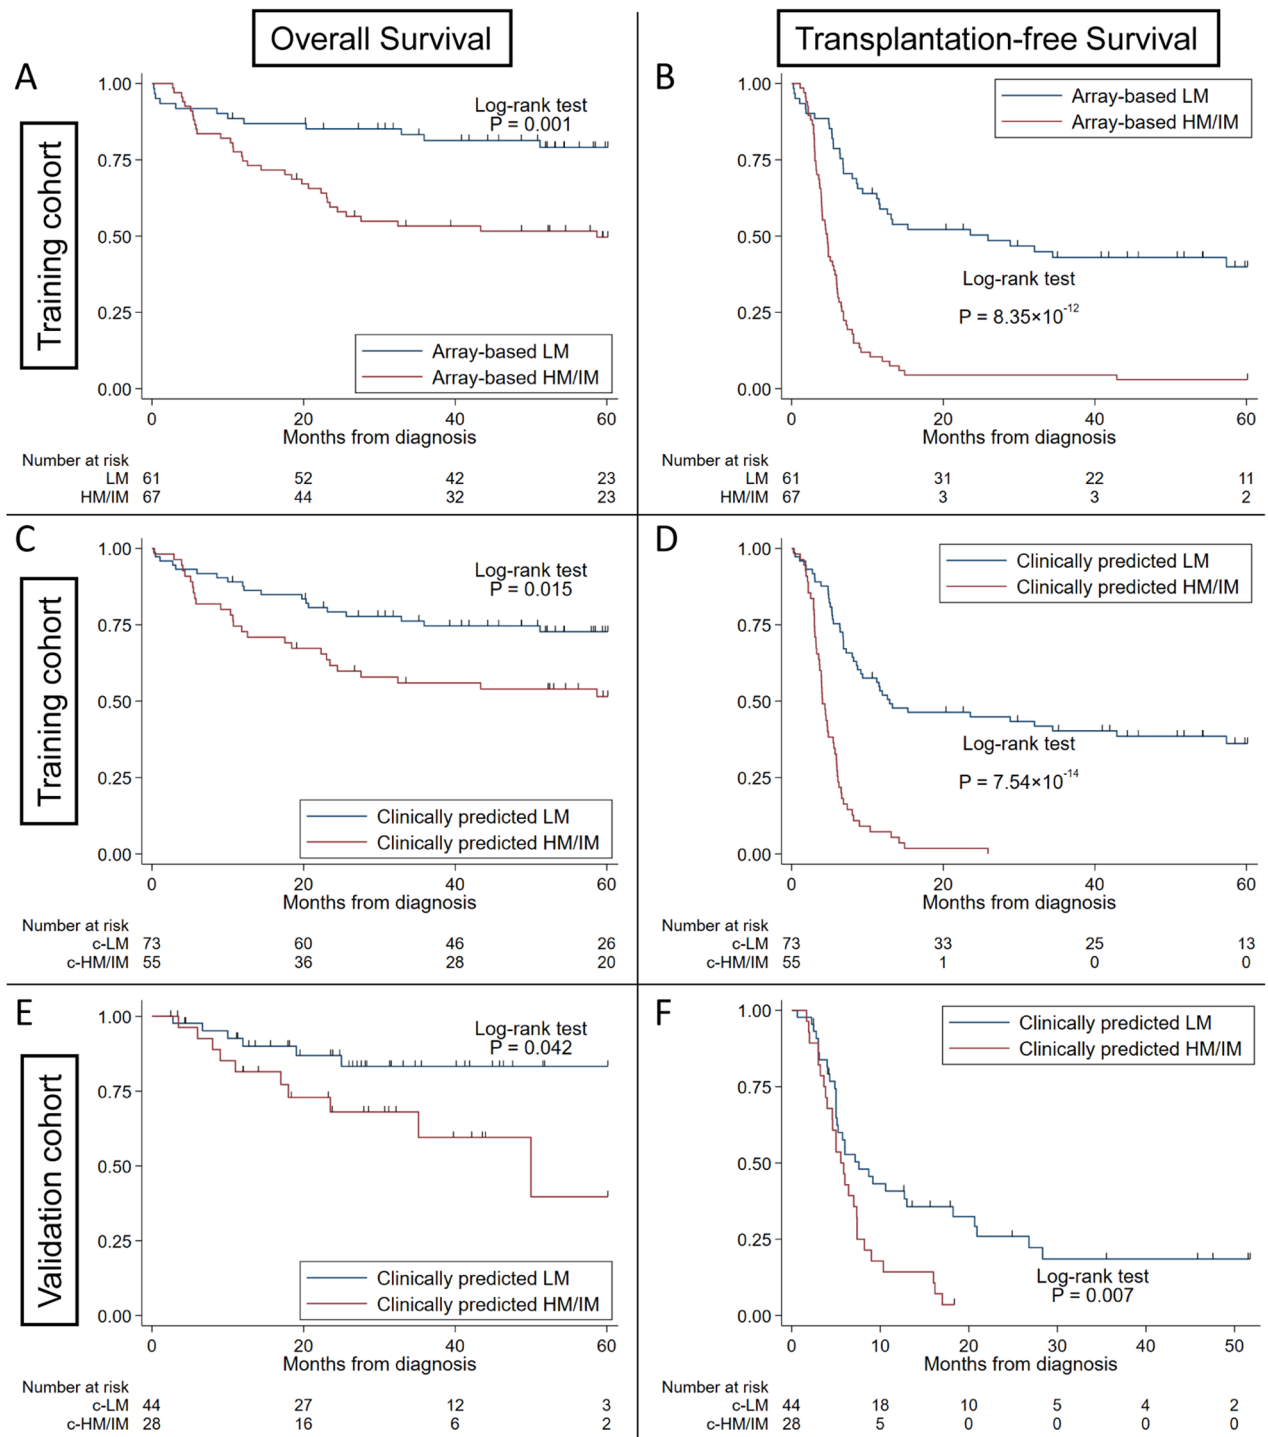 Overall Survival
Transplantation-free Survival
A
Training cohort
1.00
0.75
0.50
0.25
0.00
Log-rank test
P = 0.001
Array-based LM
Array-based HM/IM
0 20 40 60
Months from diagnosis
Number at risk
LM 61 52 42 23
HM/IM 67 44 32 23
B
1.00
0.75
0.50
0.25
0.00
Array-based LM
Array-based HM/IM
Log-rank test
P = 8.35×10-12
0 20 40 60
Months from diagnosis
Number at risk
LM 61 31 22 11
HM/IM 67 3 3 2
C
Training cohort
1.00
0.75
0.50
0.25
0.00
Log-rank test
P = 0.015
Clinically predicted LM
Clinically predicted HM/IM
0 20 40 60
Months from diagnosis
Number at risk
c-LM 73 60 46 26
c-HM/IM 55 36 28 20
D
1.00
0.75
0.50
0.25
0.00
Clinically predicted LM
Clinically predicted HM/IM
Log-rank test
P = 7.54×10-14
0 20 40 60
Months from diagnosis
Number at risk
c-LM 73 33 25 13
c-HM/IM 55 1 0 0
E
Validation cohort
1.00
0.75
0.50
0.25
0.00
Log-rank test
P = 0.042
Clinically predicted LM
Clinically predicted HM/IM
0 20 40 60
Months from diagnosis
Number at risk
c-LM 44 27 12 3
c-HM/IM 28 16 6 2
F
1.00
0.75
0.50
0.25
0.00
Clinically predicted LM
Clinically predicted HM/IM
Log-rank test
P = 0.007
0 10 20 30 40 50
Months from diagnosis
Number at risk
c-LM 44 18 10 5 4 2
c-HM/IM 28 5 0 0 0 0